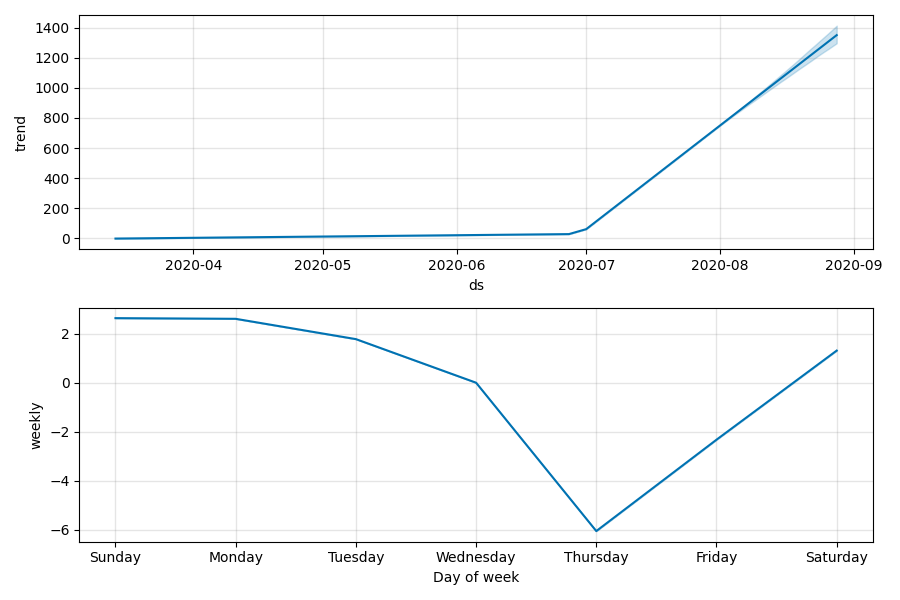 1400
1200
1000
800
600
400
200
0
trend
2020-04 2020-05 2020-06 2020-07 2020-08 2020-09
ds
2
0
−2
−4
−6
weekly
Sunday Monday Tuesday Wednesday Thursday Friday Saturday
Day of week